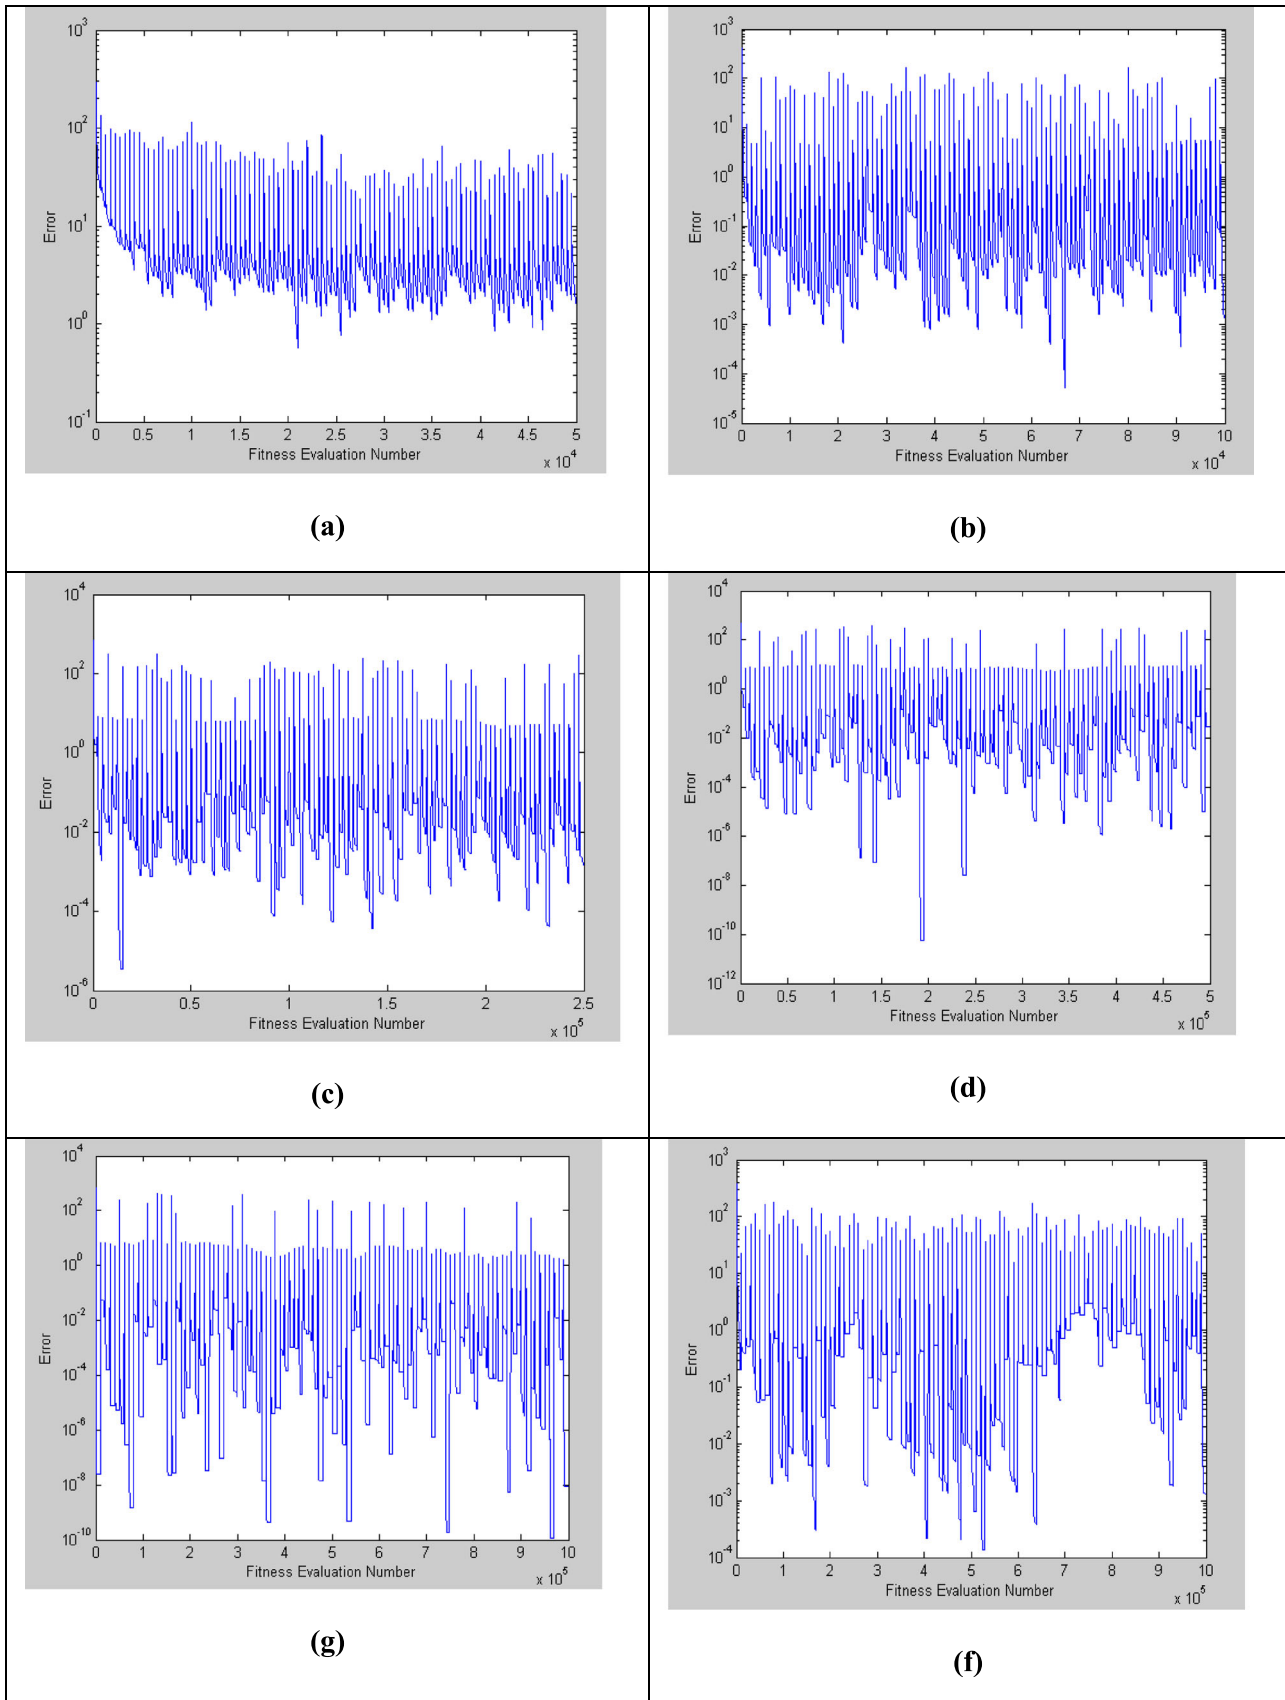 10^3
10^2
10^1
10^0
10^-1
Error
0 0.5 1 1.5 2 2.5 3 3.5 4 4.5 5
Fitness Evaluation Number
x 10^4
(a)
10^3
10^2
10^1
10^0
10^-1
10^-2
10^-3
10^-4
10^-5
Error
0 1 2 3 4 5 6 7 8 9 10
Fitness Evaluation Number
x 10^4
(b)
10^4
10^2
10^0
10^-2
10^-4
10^-6
Error
0 0.5 1 1.5 2 2.5
Fitness Evaluation Number
x 10^5
(c)
10^4
10^2
10^0
10^-2
10^-4
10^-6
10^-8
10^-10
10^-12
Error
0 0.5 1 1.5 2 2.5 3 3.5 4 4.5 5
Fitness Evaluation Number
x 10^5
(d)
10^4
10^2
10^0
10^-2
10^-4
10^-6
10^-8
10^-10
Error
0 1 2 3 4 5 6 7 8 9 10
Fitness Evaluation Number
x 10^5
(g)
10^3
10^2
10^1
10^0
10^-1
10^-2
10^-3
10^-4
Error
0 1 2 3 4 5 6 7 8 9 10
Fitness Evaluation Number
x 10^5
(f)